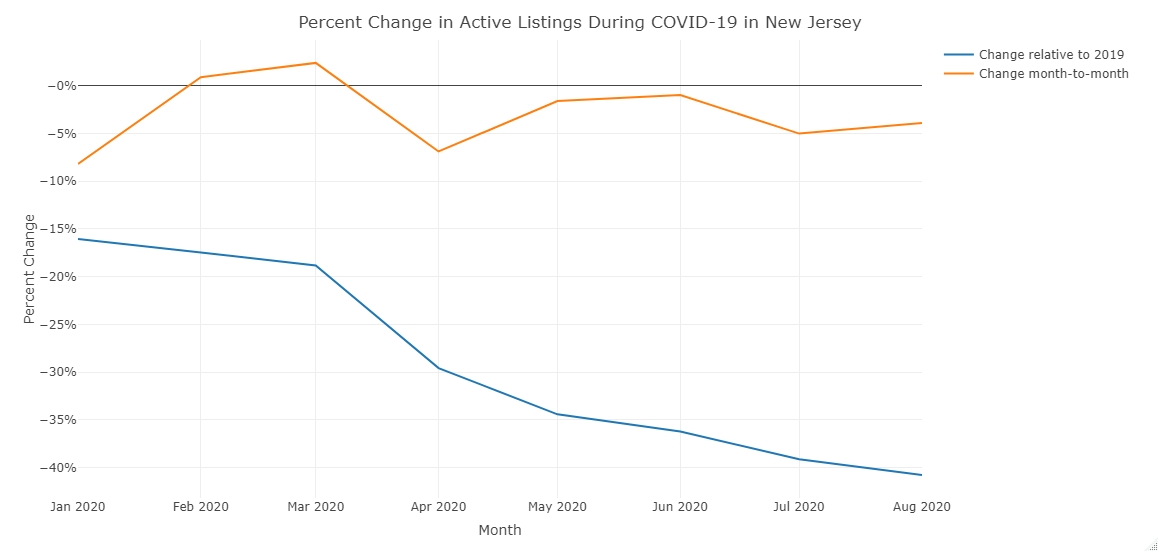 Percent Change in Active Listings During COVID-19 in New Jersey
Change relative to 2019
Change month-to-month
−0%
−5%
−10%
−15%
−20%
−25%
−30%
−35%
−40%
Percent Change
Jan 2020 Feb 2020 Mar 2020 Apr 2020 May 2020 Jun 2020 Jul 2020 Aug 2020
Month